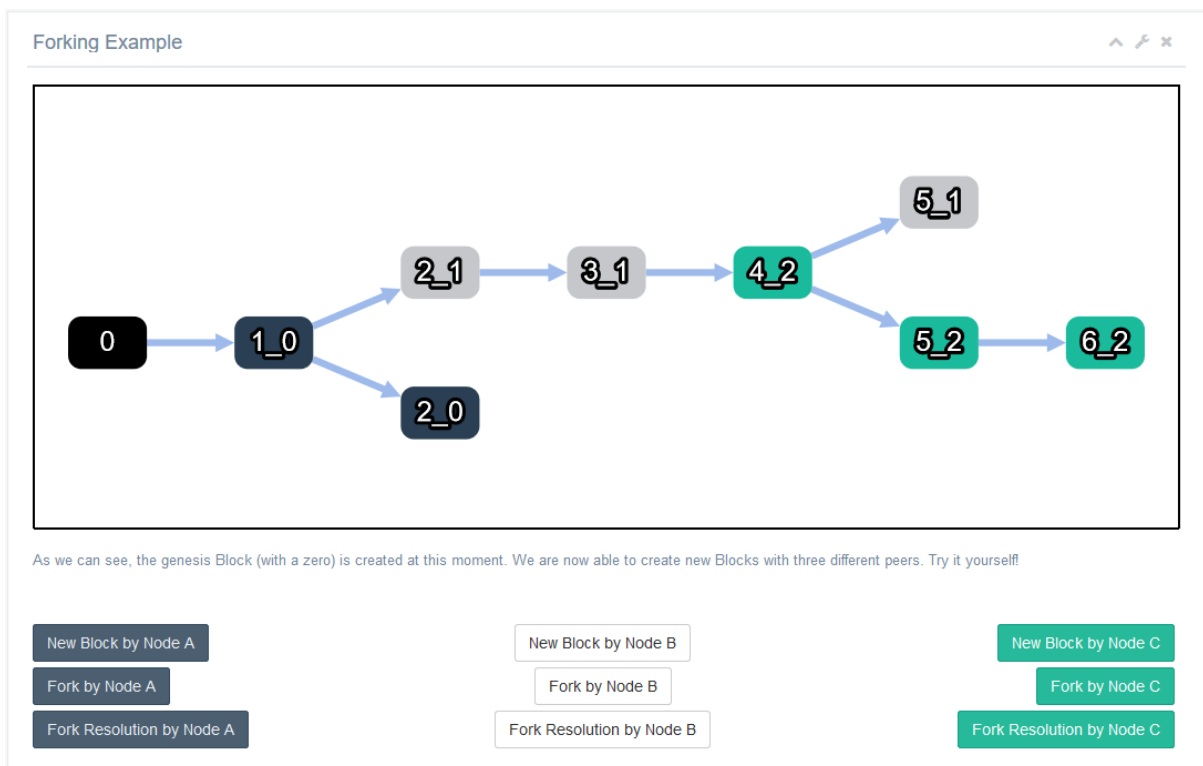 Forking Example
5_1
2_1 3_1 4_2
0 1_0 5_2 6_2
2_0
As we can see, the genesis Block (with a zero) is created at this moment. We are now able to create new Blocks with three different peers. Try it yourself!
New Block by Node A New Block by Node B New Block by Node C
Fork by Node A Fork by Node B Fork by Node C
Fork Resolution by Node A Fork Resolution by Node B Fork Resolution by Node C